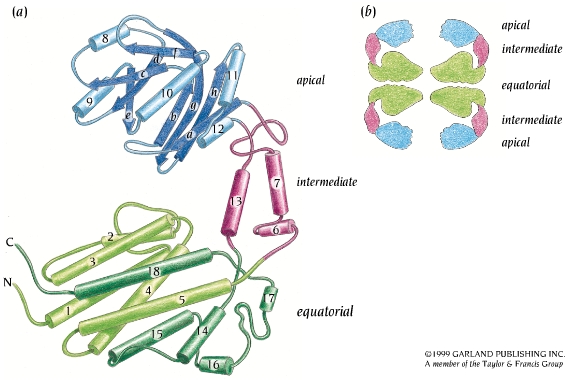 (a)
8
f
d
c
11
h
9
10
g
b
e
a
12
apical
13
7
intermediate
6
C
2
3
18
4
N
1
5
17
equatorial
15
14
16
(b)
apical
intermediate
equatorial
intermediate
apical
©1999 GARLAND PUBLISHING INC.
A member of the Taylor & Francis Group